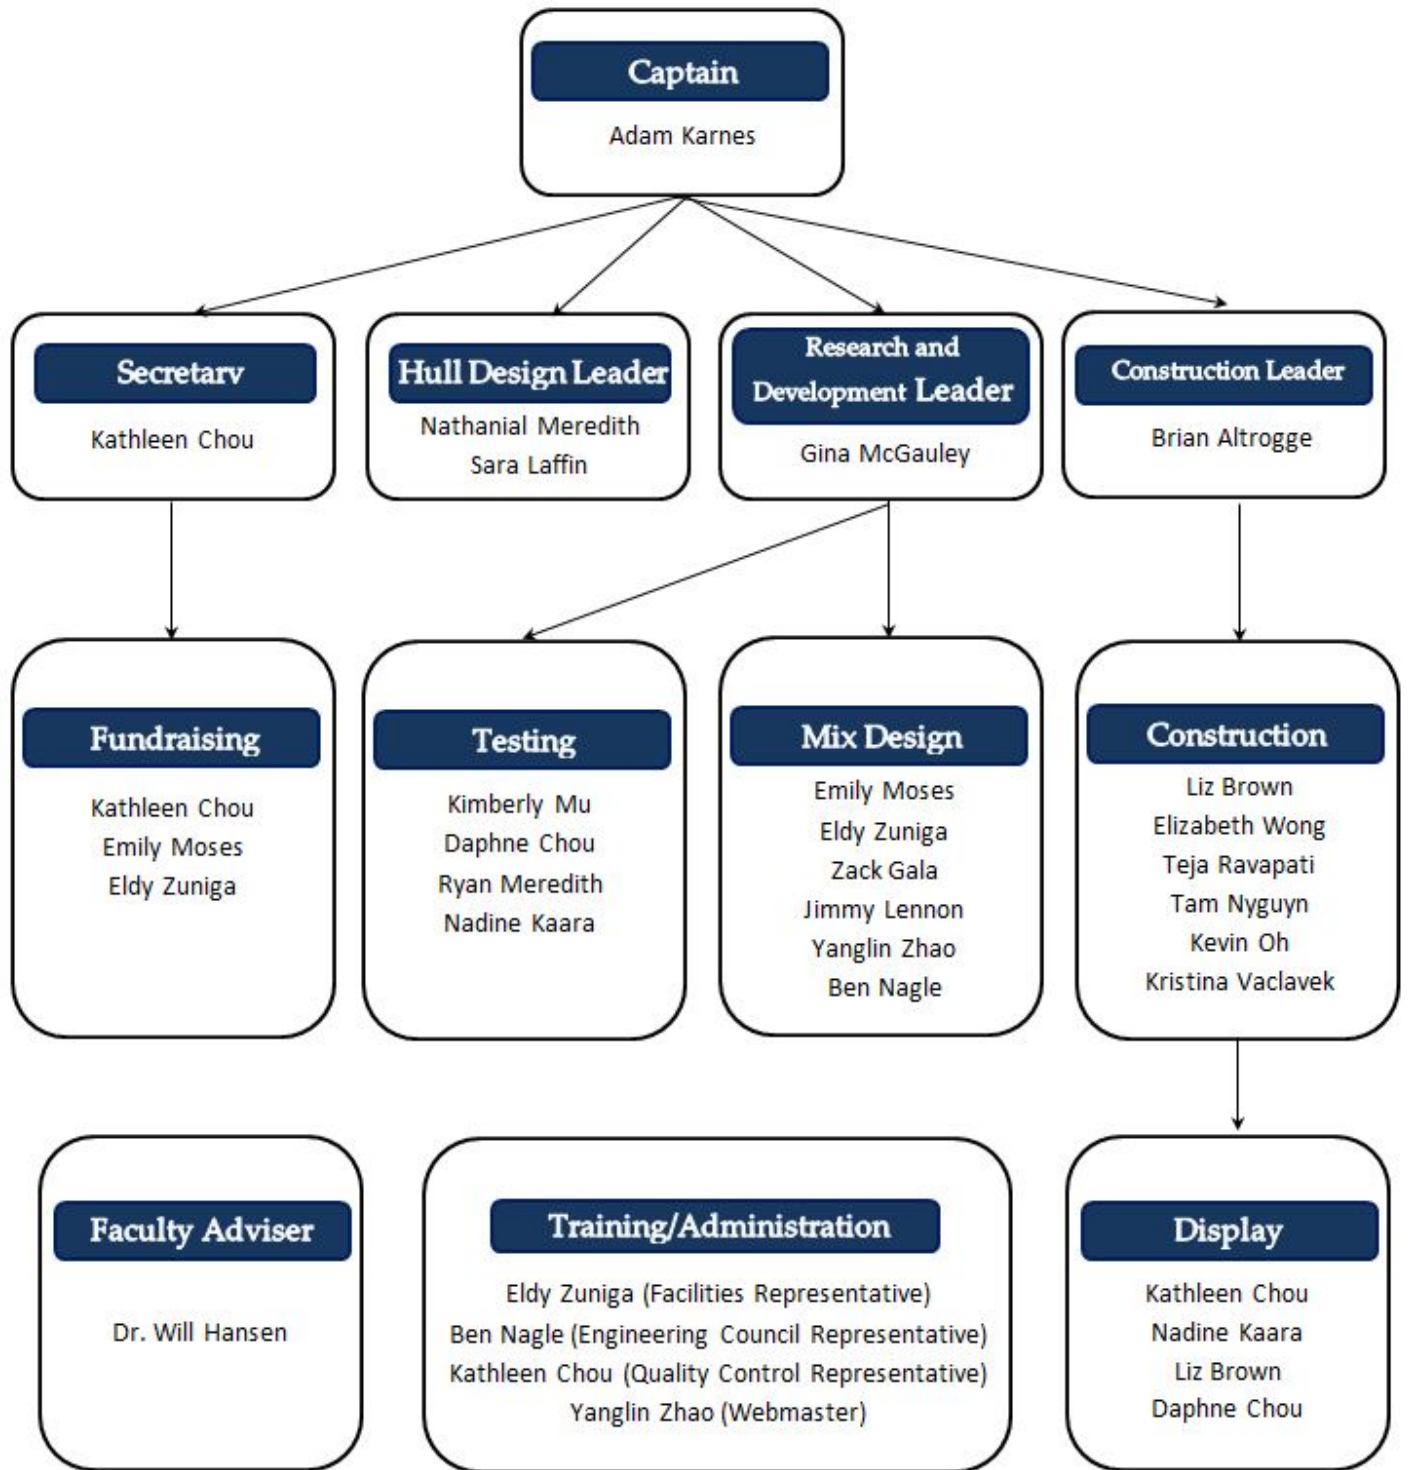 Captain
Adam Karnes
Secretary
Kathleen Chou
Hull Design Leader
Nathanial Meredith
Sara Laffin
Research and
Development Leader
Gina McGauley
Construction Leader
Brian Altrogge
Fundraising
Kathleen Chou
Emily Moses
Eldy Zuniga
Testing
Kimberly Mu
Daphne Chou
Ryan Meredith
Nadine Kaara
Mix Design
Emily Moses
Eldy Zuniga
Zack Gala
Jimmy Lennon
Yanglin Zhao
Ben Nagle
Construction
Liz Brown
Elizabeth Wong
Teja Ravapati
Tam Nyguyn
Kevin Oh
Kristina Vaclavek
Faculty Adviser
Dr. Will Hansen
Training/Administration
Eldy Zuniga (Facilities Representative)
Ben Nagle (Engineering Council Representative)
Kathleen Chou (Quality Control Representative)
Yanglin Zhao (Webmaster)
Display
Kathleen Chou
Nadine Kaara
Liz Brown
Daphne Chou